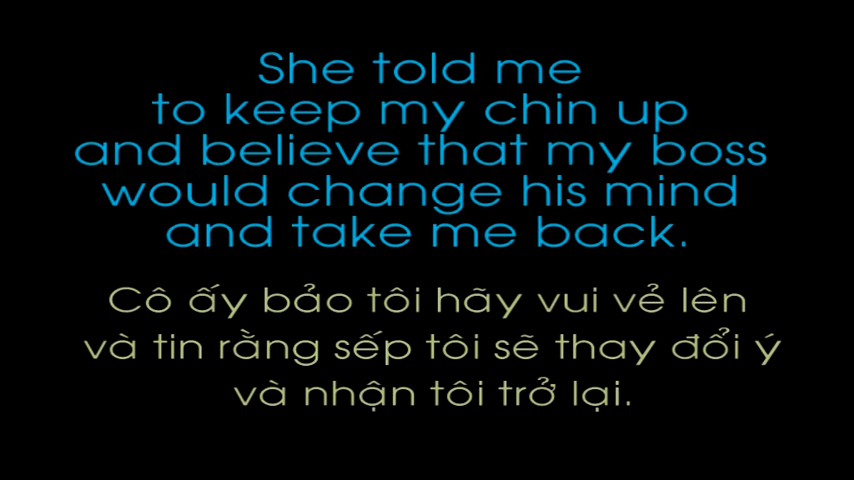 She told me
to keep my chin up
and believe that my boss
would change his mind
and take me back.
Cô ấy bảo tôi hãy vui vẻ lên
và tin rằng sếp tôi sẽ thay đổi ý
và nhận tôi trở lại.